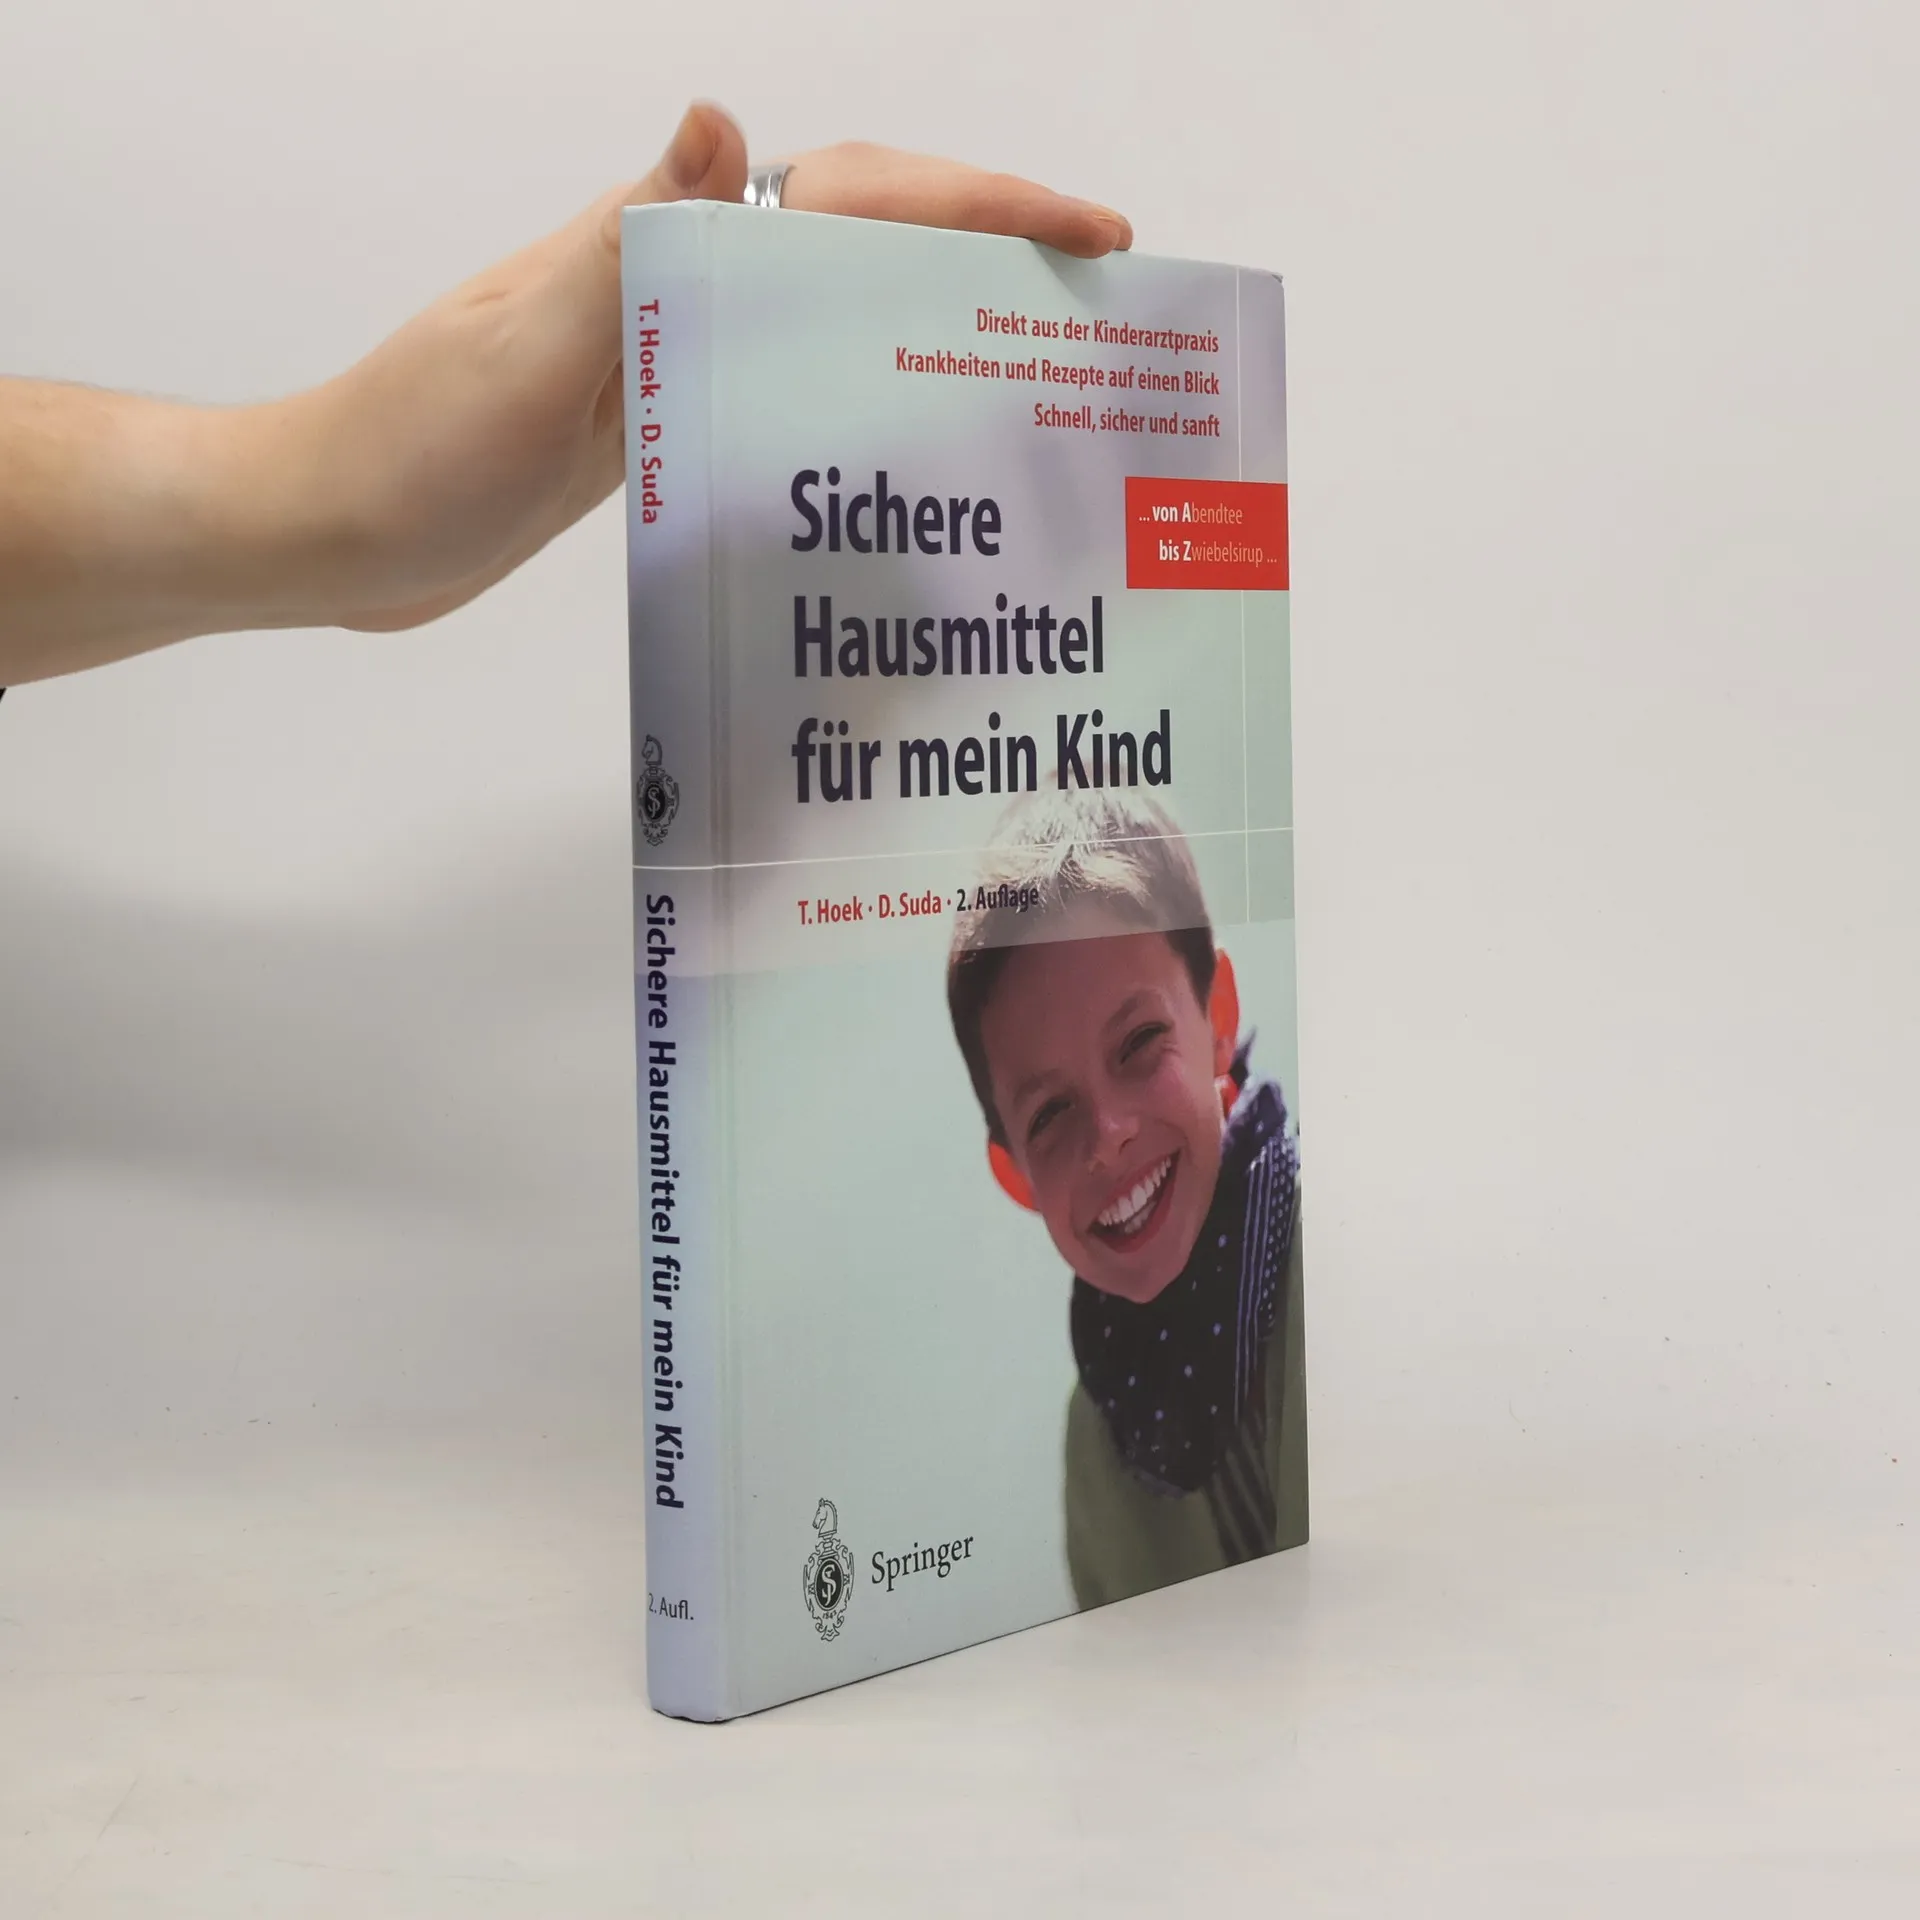 T. Hoek · D. Suda
Sichere Hausmittel für mein Kind
2. Aufl.
Direkt aus der Kinderarztpraxis
Krankheiten und Rezepte auf einen Blick
Schnell, sicher und sanft
... von Abendtee
bis Zwiebelsirup ...
Sichere
Hausmittel
für mein Kind
T. Hoek · D. Suda · 2. Auflage
Springer